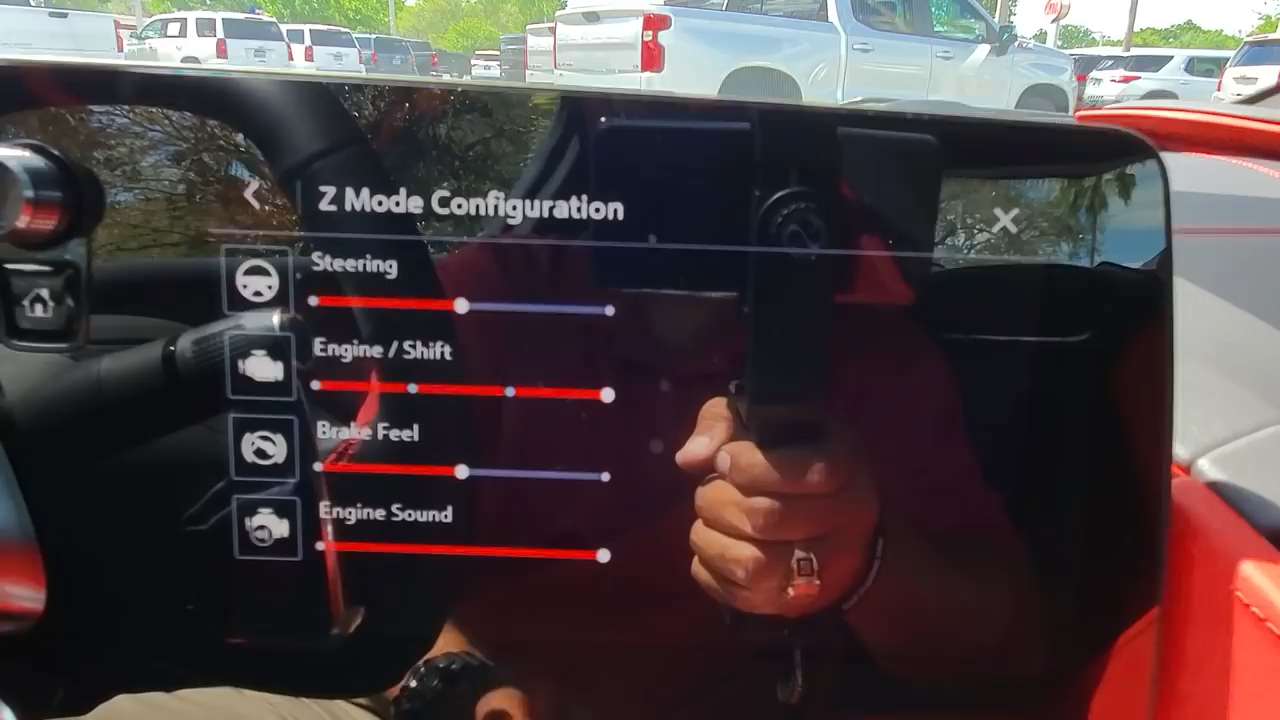 Z Mode Configuration
Steering
Engine / Shift
Brake Feel
Engine Sound